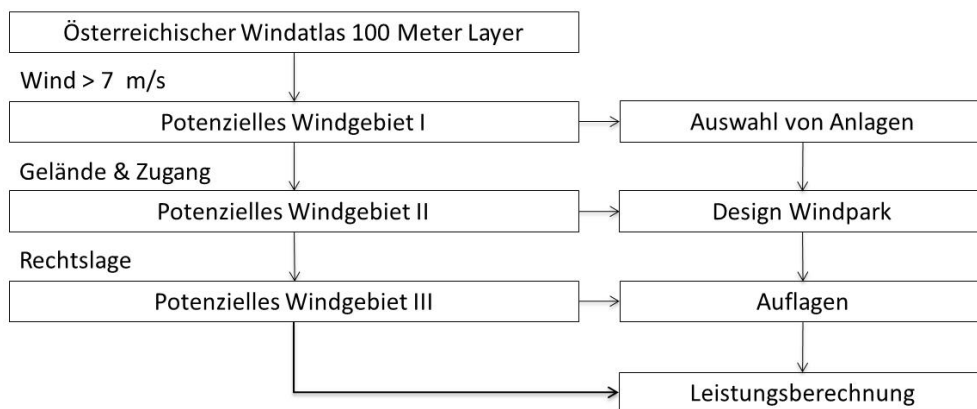 Österreichischer Windatlas 100 Meter Layer
Wind > 7 m/s
Potenzielles Windgebiet I
Auswahl von Anlagen
Gelände & Zugang
Potenzielles Windgebiet II
Design Windpark
Rechtslage
Potenzielles Windgebiet III
Auflagen
Leistungsberechnung